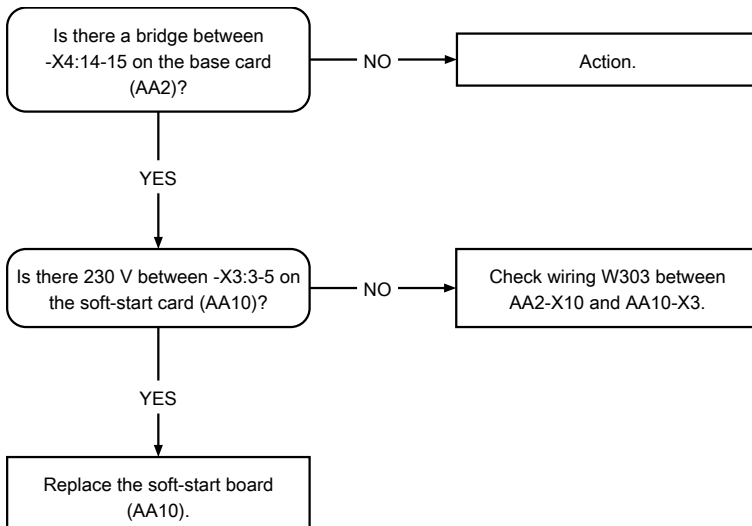 Is there a bridge between
-X4:14-15 on the base card
(AA2)?
NO
Action.
YES
Is there 230 V between -X3:3-5 on
the soft-start card (AA10)?
NO
Check wiring W303 between
AA2-X10 and AA10-X3.
YES
Replace the soft-start board
(AA10).